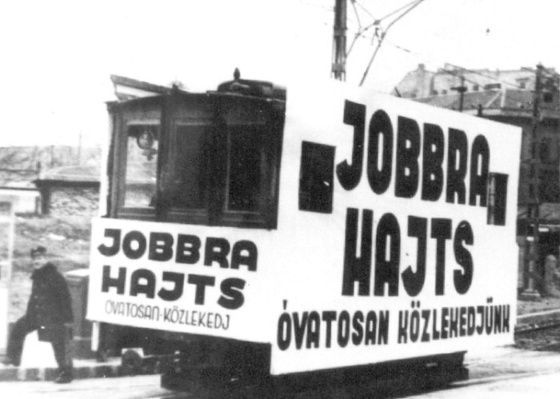 JOBBRA
HAJTS
ÓVATOSAN·KÖZLEKEDJ
JOBBRA
HAJTS
ÓVATOSAN KÖZLEKEDJÜNK